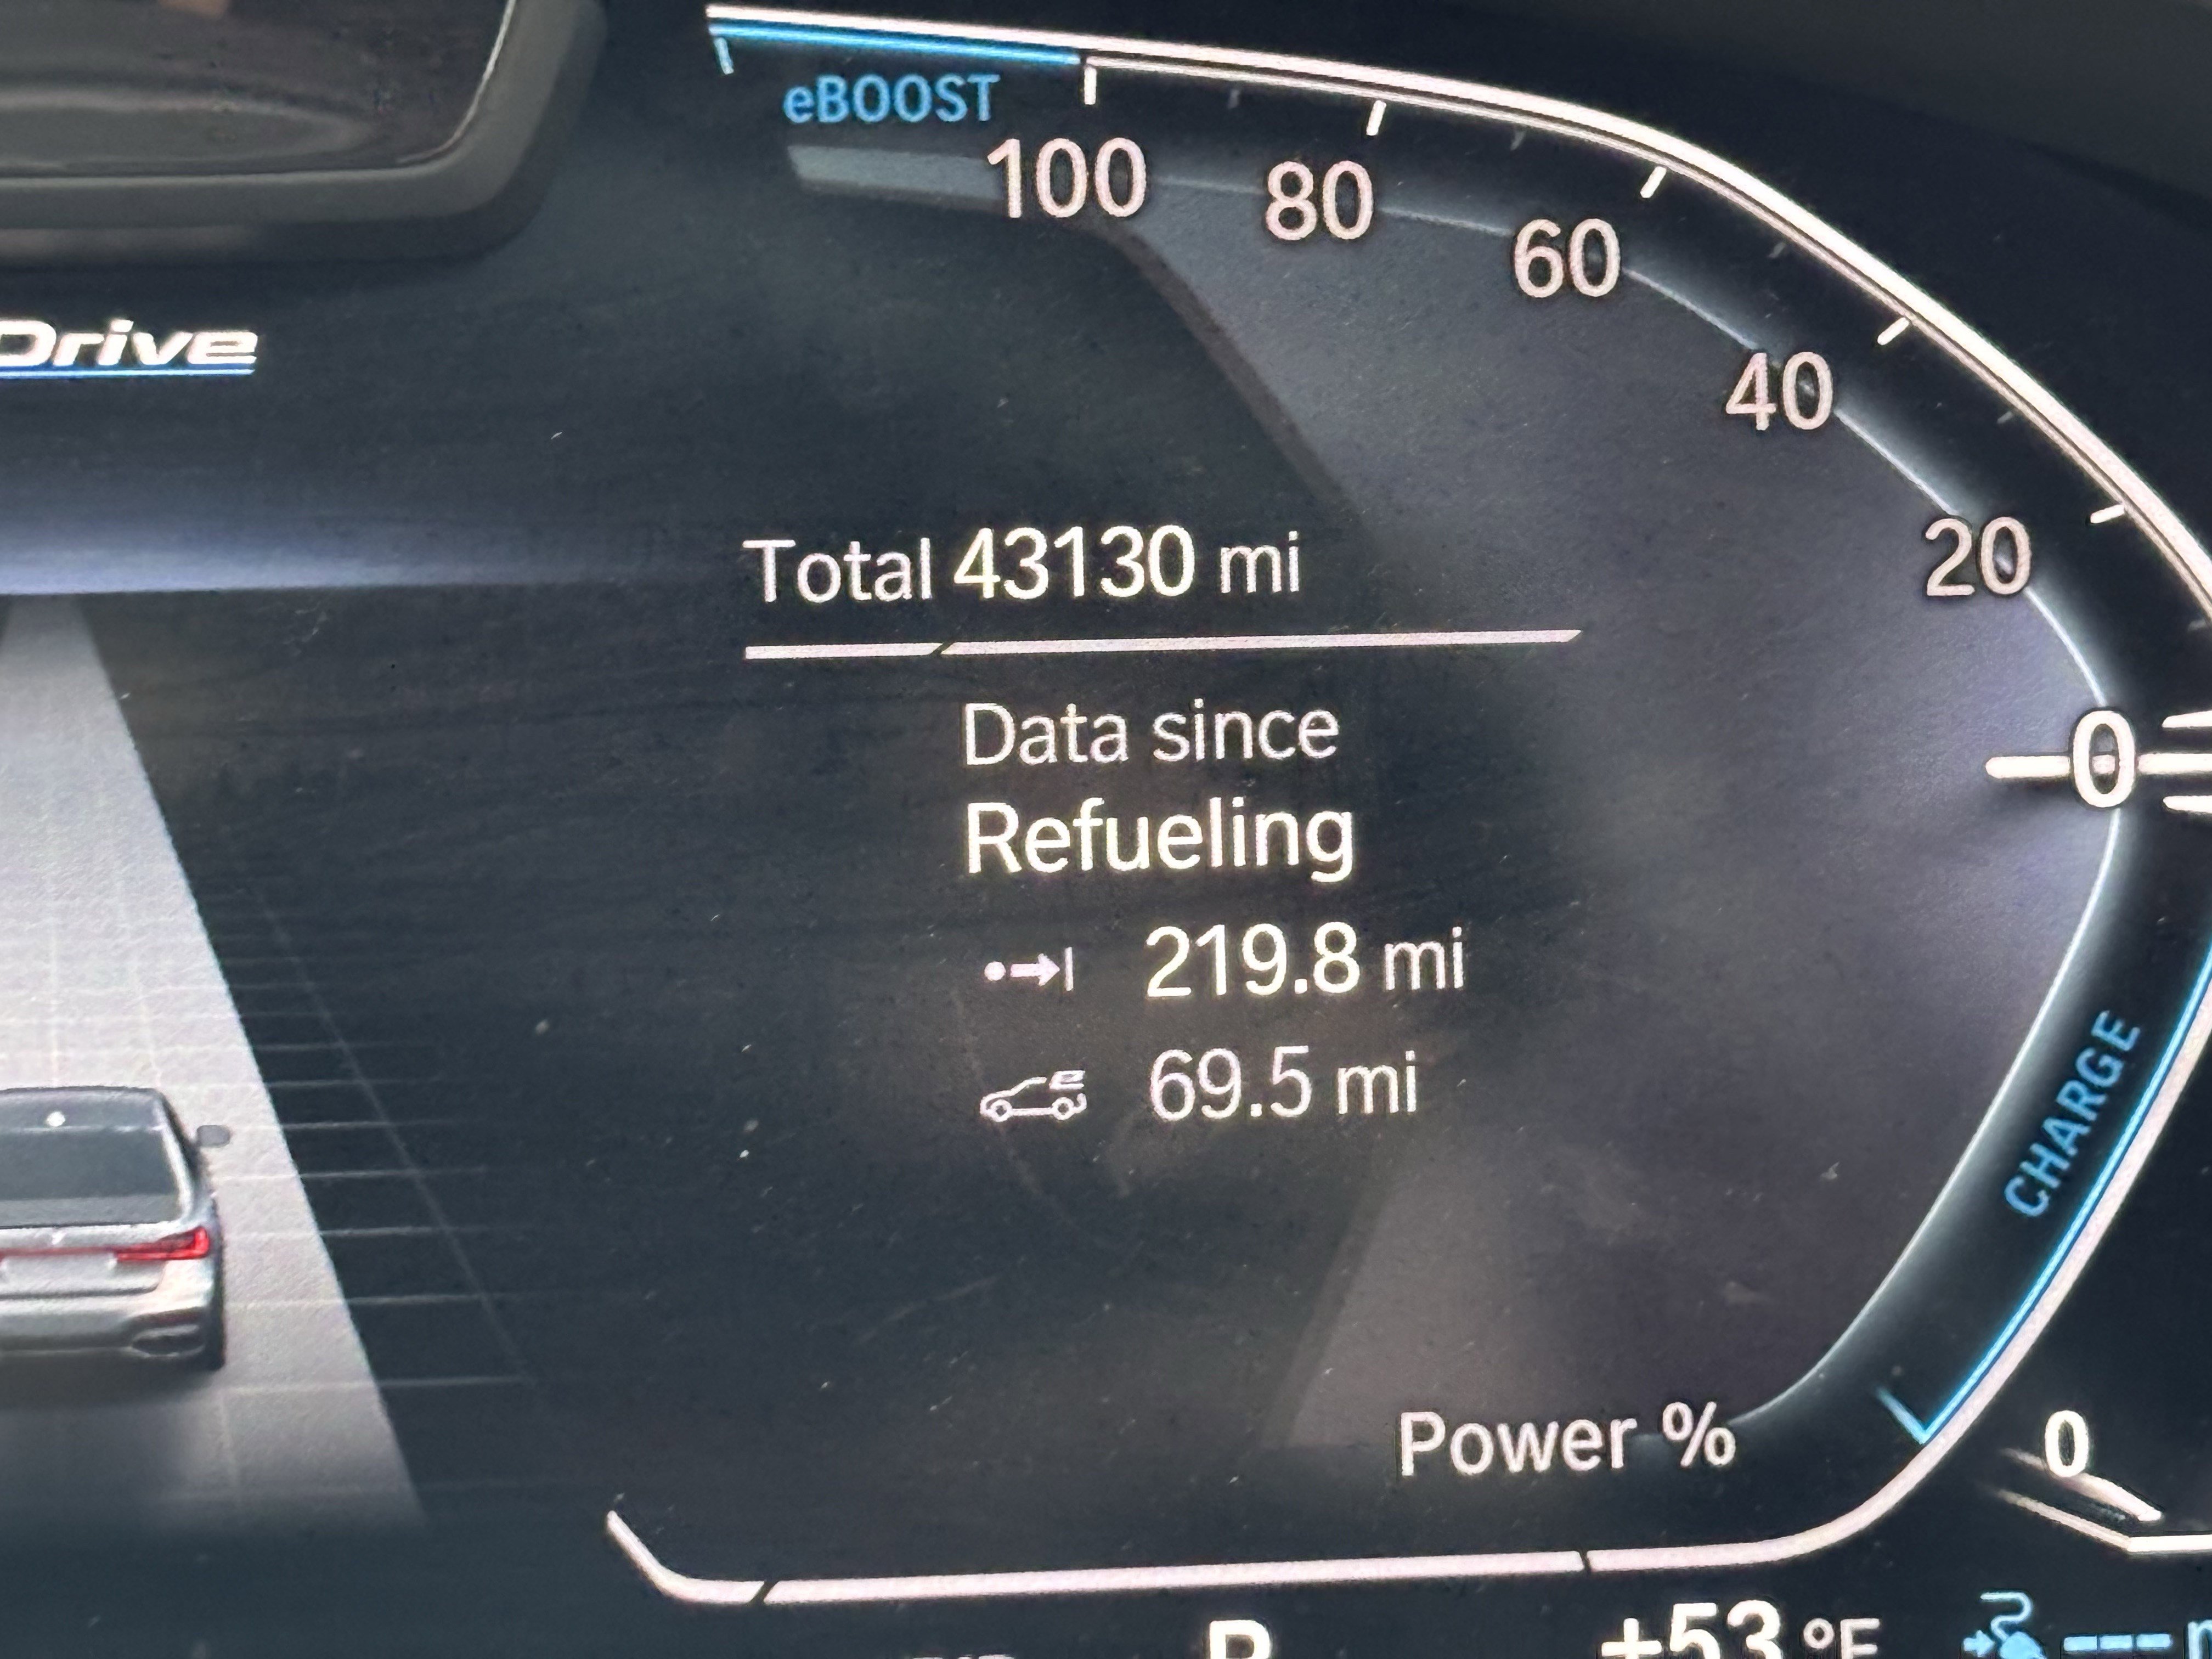 eBOOST
100
80
60
40
20
0
Drive
Total 43130 mi
Data since
Refueling
219.8 mi
69.5 mi
CHARGE
Power %
0
P
+53 °F
---